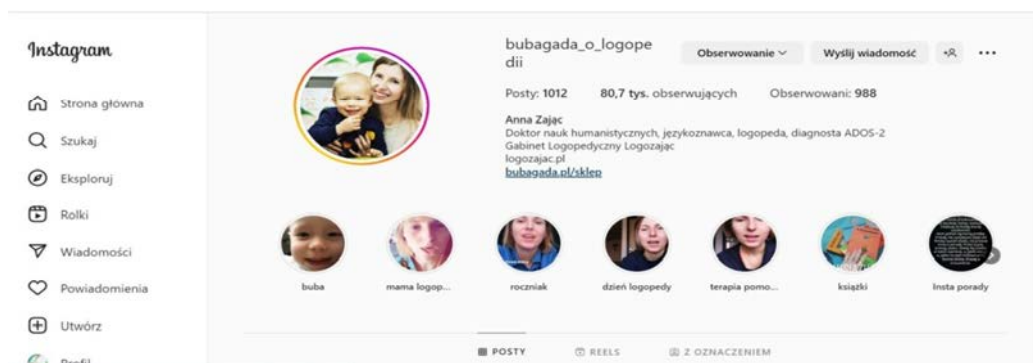 Instagram
Strona główna
Szukaj
Eksploruj
Rolki
Wiadomości
Powiadomienia
Utwórz
Profil
bubagada_o_logope
dii
Obserwowanie
Wyślij wiadomość
Posty: 1012 80,7 tys. obserwujących Obserwowani: 988
Anna Zając
Doktor nauk humanistycznych, językoznawca, logopeda, diagnosta ADOS-2
Gabinet Logopedyczny Logozając
logozajac.pl
bubagada.pl/sklep
buba
mama logop...
roczniak
dzień logopedy
terapia pomo...
książki
Insta porady
POSTY
REELS
Z OZNACZENIEM